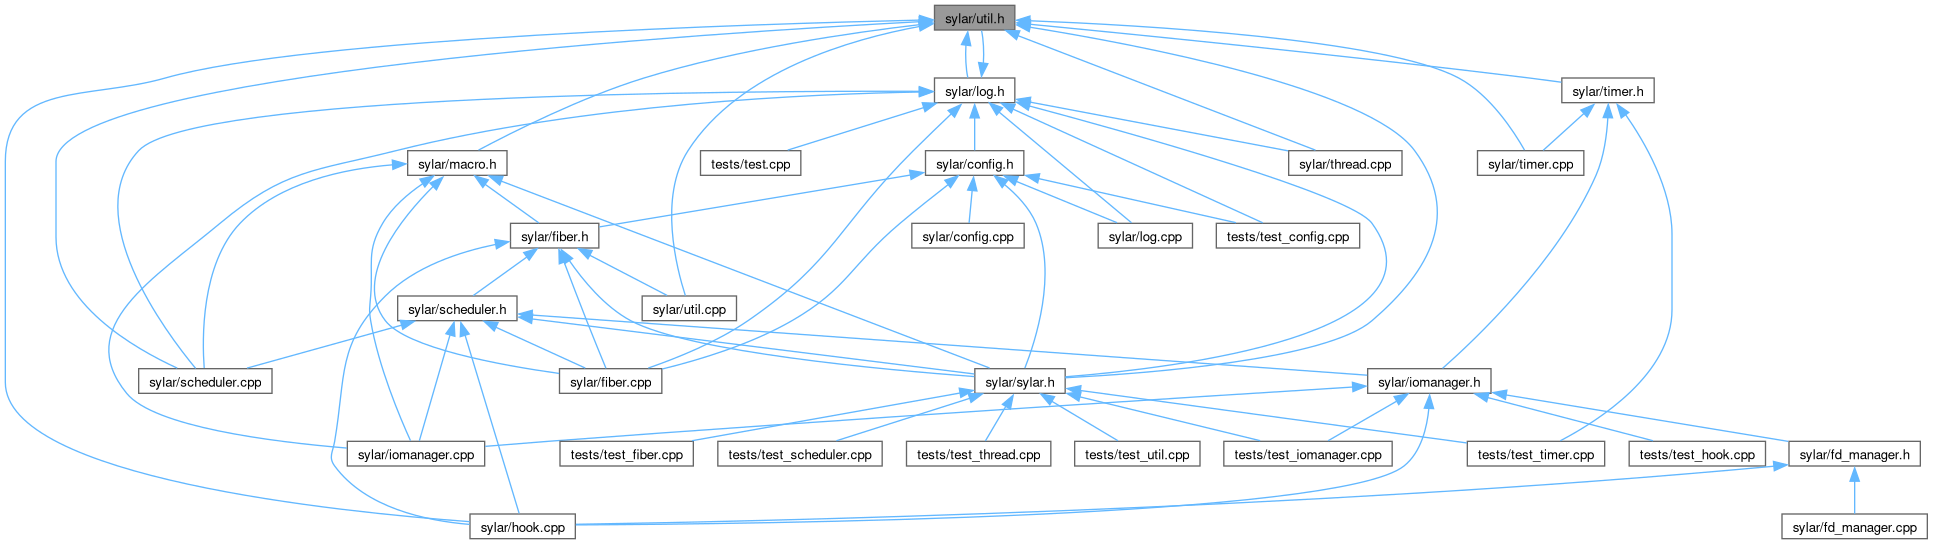 sylar/util.h
sylar/log.h
sylar/timer.h
sylar/macro.h
tests/test.cpp
sylar/config.h
sylar/thread.cpp
sylar/timer.cpp
sylar/fiber.h
sylar/config.cpp
sylar/log.cpp
tests/test_config.cpp
sylar/scheduler.h
sylar/util.cpp
sylar/scheduler.cpp
sylar/fiber.cpp
sylar/sylar.h
sylar/iomanager.h
sylar/iomanager.cpp
tests/test_fiber.cpp
tests/test_scheduler.cpp
tests/test_thread.cpp
tests/test_util.cpp
tests/test_iomanager.cpp
tests/test_timer.cpp
tests/test_hook.cpp
sylar/fd_manager.h
sylar/hook.cpp
sylar/fd_manager.cpp